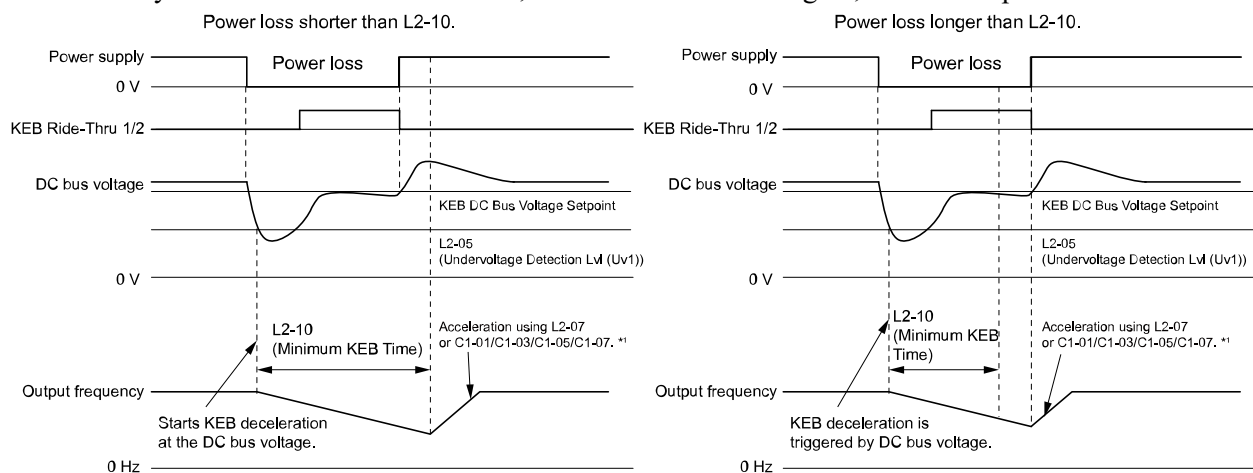 Power loss shorter than L2-10.
Power supply
Power loss
0 V
KEB Ride-Thru 1/2
DC bus voltage
KEB DC Bus Voltage Setpoint
L2-05
(Undervoltage Detection Lvl (Uv1))
0 V
L2-10
(Minimum KEB Time)
Acceleration using L2-07
or C1-01/C1-03/C1-05/C1-07. *1
Output frequency
Starts KEB deceleration
at the DC bus voltage.
0 Hz
Power loss longer than L2-10.
Power supply
Power loss
0 V
KEB Ride-Thru 1/2
DC bus voltage
KEB DC Bus Voltage Setpoint
L2-05
(Undervoltage Detection Lvl (Uv1))
0 V
L2-10
(Minimum KEB
Time)
Acceleration using L2-07
or C1-01/C1-03/C1-05/C1-07. *1
Output frequency
KEB deceleration is
triggered by DC bus voltage.
0 Hz